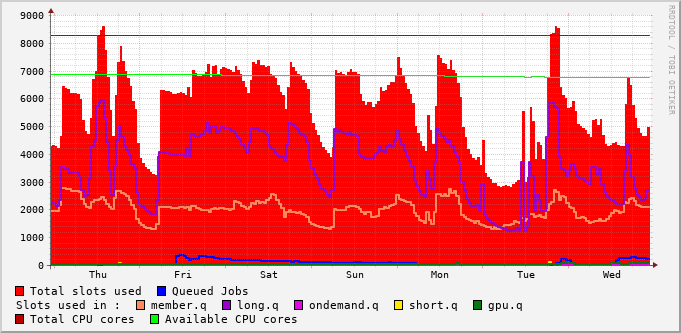 9000
8000
7000
6000
5000
4000
3000
2000
1000
0
Thu Fri Sat Sun Mon Tue Wed
RRDTOOL / TOBI OETIKER
Total slots used Queued Jobs
Slots used in : member.q long.q ondemand.q short.q gpu.q
Total CPU cores Available CPU cores